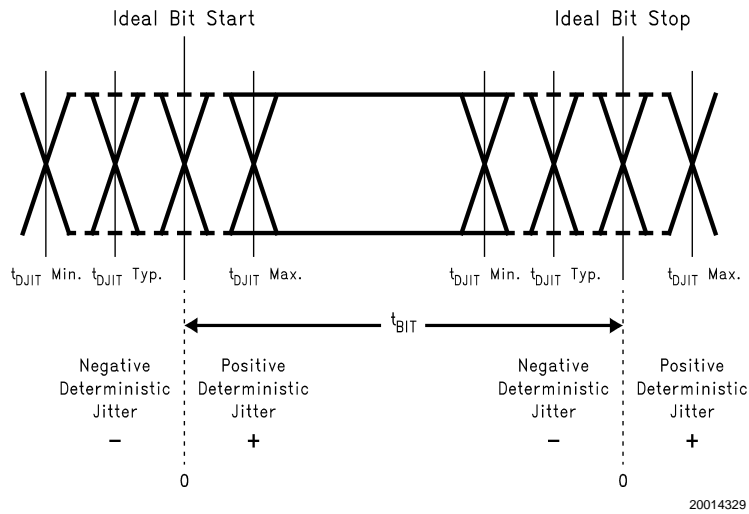 Ideal Bit Start Ideal Bit Stop
tDJIT Min. tDJIT Typ. tDJIT Max. tDJIT Min. tDJIT Typ. tDJIT Max.
tBIT
Negative Positive Negative Positive
Deterministic Deterministic Deterministic Deterministic
Jitter Jitter Jitter Jitter
– + – +
0 0
20014329